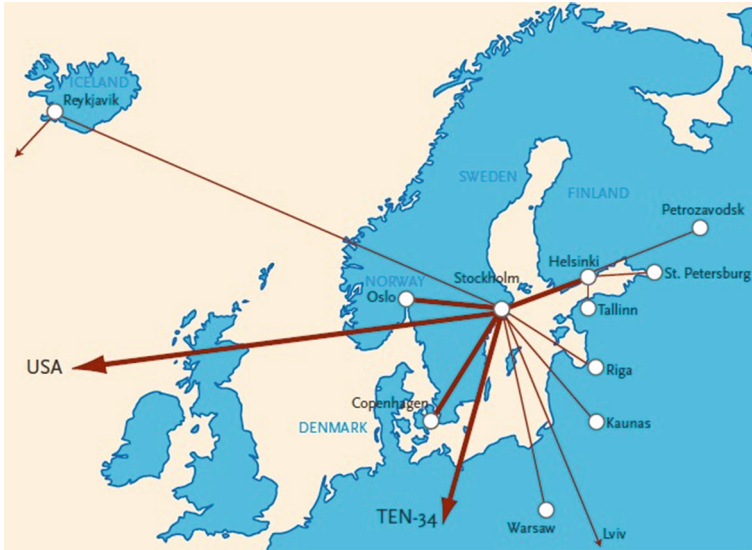 ICELAND
Reykjavik
SWEDEN
FINLAND
Petrozavodsk
Helsinki
St. Petersburg
NORWAY
Stockholm
Oslo
Tallinn
USA
Riga
Copenhagen
Kaunas
DENMARK
TEN-34
Warsaw
Lviv